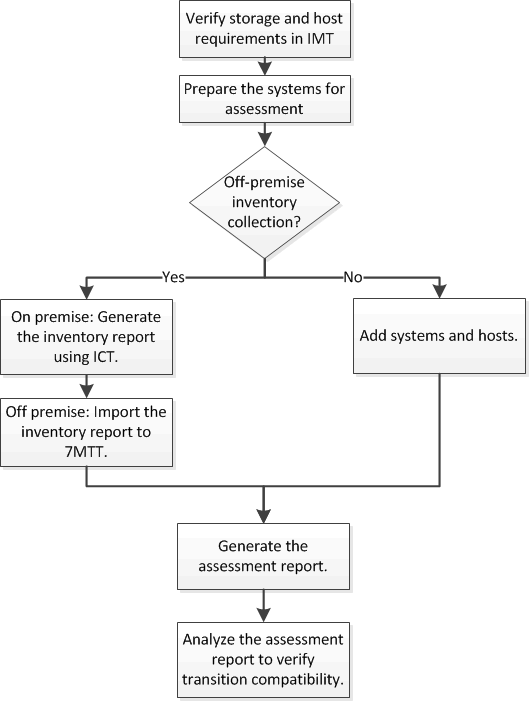 Verify storage and host
requirements in IMT
Prepare the systems for
assessment
Off-premise
inventory
collection?
Yes
No
On premise: Generate
the inventory report
using ICT.
Add systems and hosts.
Off premise: Import the
inventory report to
7MTT.
Generate the
assessment report.
Analyze the assessment
report to verify
transition compatibility.